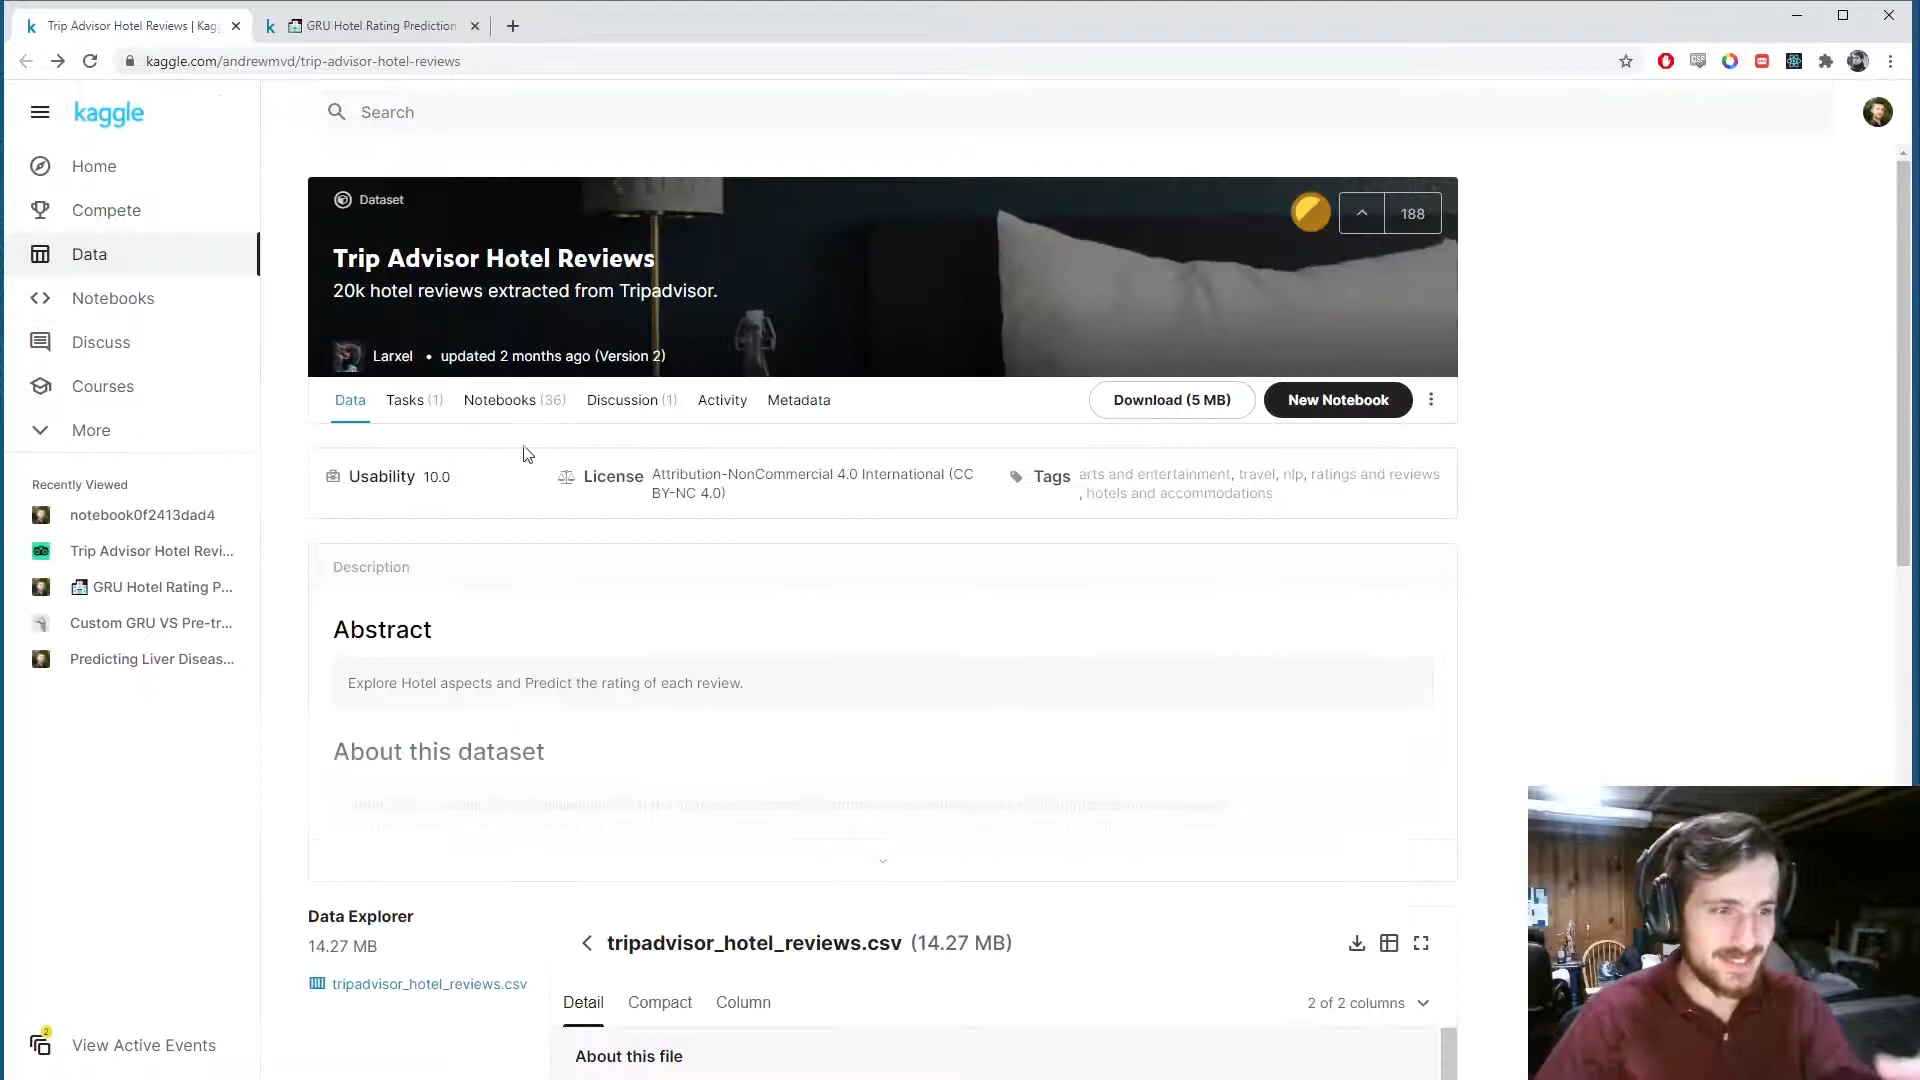 Trip Advisor Hotel Reviews | Kag
GRU Hotel Rating Prediction
kaggle.com/andrewmvd/trip-advisor-hotel-reviews
kaggle
Search
Home
Compete
Data
Notebooks
Discuss
Courses
More
Recently Viewed
notebook0f2413dad4
Trip Advisor Hotel Revi...
GRU Hotel Rating P...
Custom GRU VS Pre-tr...
Predicting Liver Diseas...
2
View Active Events
Dataset
188
Trip Advisor Hotel Reviews
20k hotel reviews extracted from Tripadvisor.
Larxel • updated 2 months ago (Version 2)
Data Tasks (1) Notebooks (36) Discussion (1) Activity Metadata Download (5 MB) New Notebook
Usability 10.0
License Attribution-NonCommercial 4.0 International (CC
BY-NC 4.0)
Tags arts and entertainment, travel, nlp, ratings and reviews
, hotels and accommodations
Description
Abstract
Explore Hotel aspects and Predict the rating of each review.
About this dataset
Data Explorer
14.27 MB
tripadvisor_hotel_reviews.csv
tripadvisor_hotel_reviews.csv (14.27 MB)
Detail Compact Column 2 of 2 columns
About this file